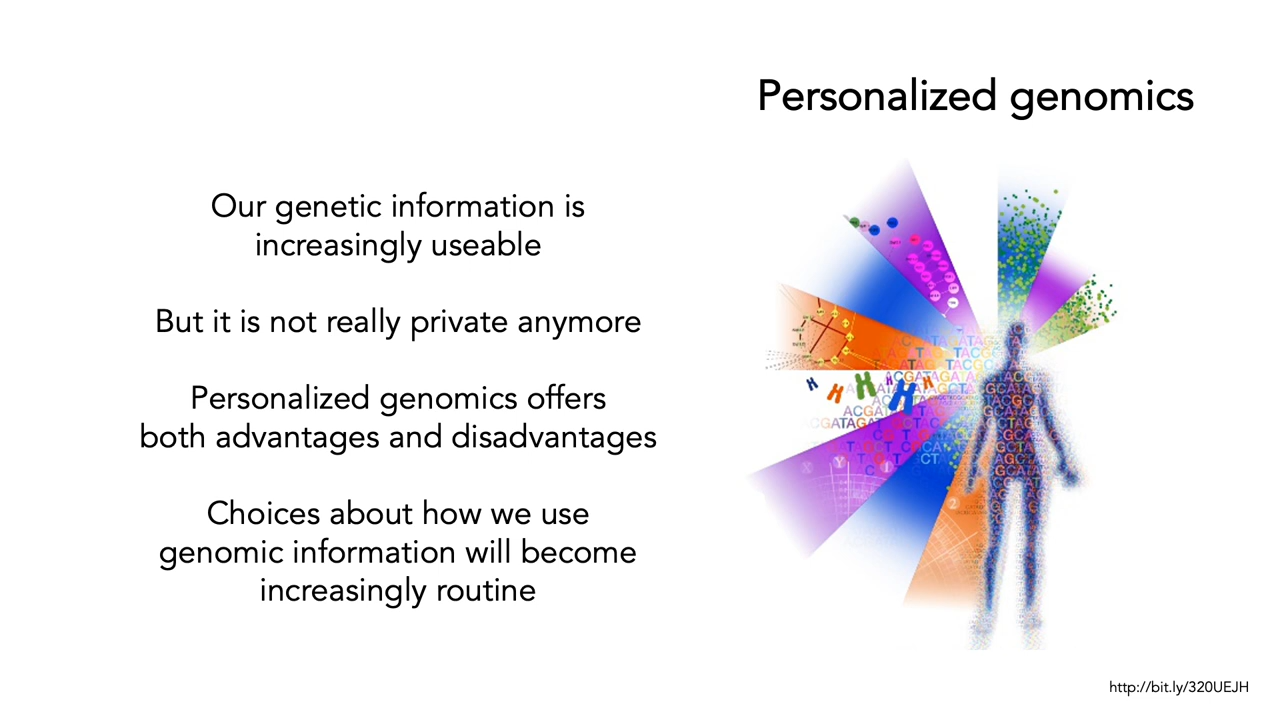 Personalized genomics
Our genetic information is
increasingly useable
But it is not really private anymore
Personalized genomics offers
both advantages and disadvantages
Choices about how we use
genomic information will become
increasingly routine
http://bit.ly/320UEJH